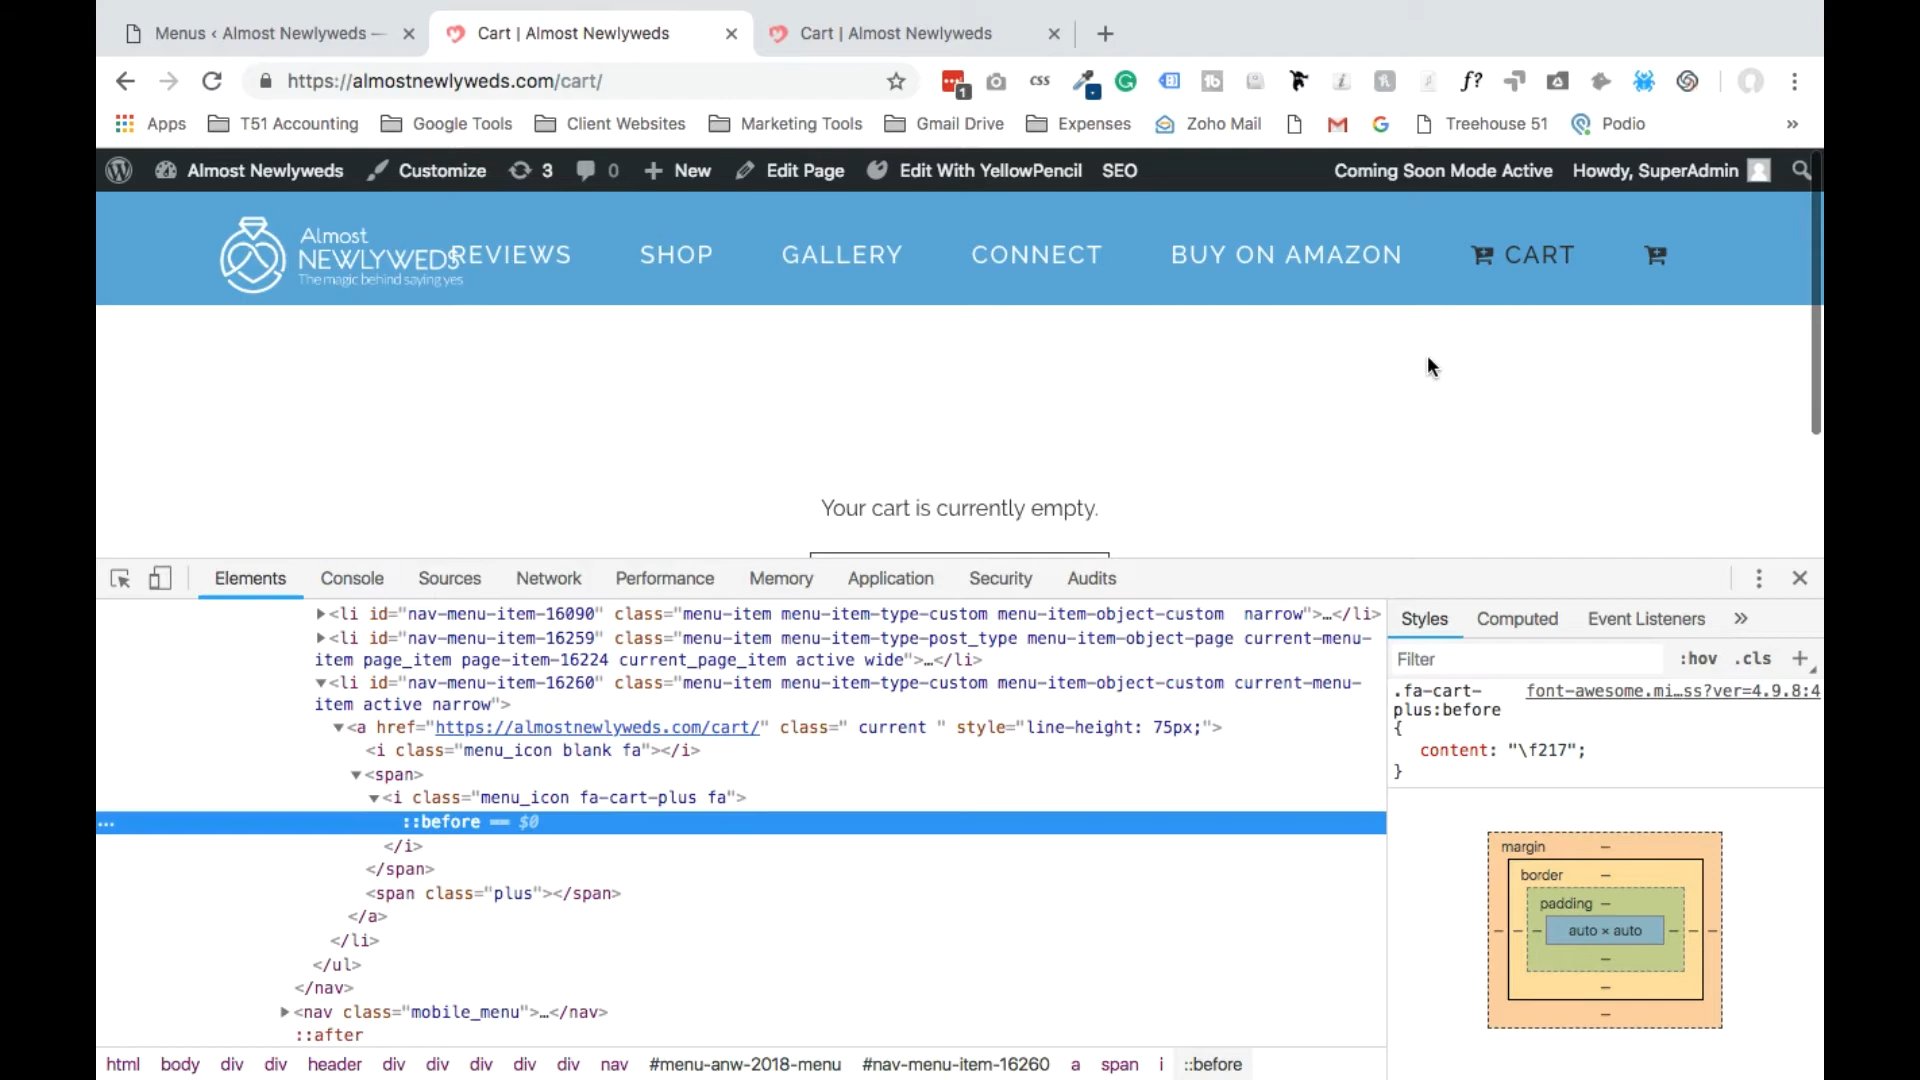 Menus ‹ Almost Newlyweds —
Cart | Almost Newlyweds
Cart | Almost Newlyweds
https://almostnewlyweds.com/cart/
1
css
f?
Apps
T51 Accounting
Google Tools
Client Websites
Marketing Tools
Gmail Drive
Expenses
Zoho Mail
Treehouse 51
Podio
»
Almost Newlyweds
Customize
3
0
New
Edit Page
Edit With YellowPencil
SEO
Coming Soon Mode Active
Howdy, SuperAdmin
Almost
NEWLYWEDS
The magic behind saying yes
REVIEWS
SHOP
GALLERY
CONNECT
BUY ON AMAZON
CART
Your cart is currently empty.
Elements
Console
Sources
Network
Performance
Memory
Application
Security
Audits
<li id="nav-menu-item-16090" class="menu-item menu-item-type-custom menu-item-object-custom  narrow">…</li>
<li id="nav-menu-item-16259" class="menu-item menu-item-type-post_type menu-item-object-page current-menu-
item page_item page-item-16224 current_page_item active wide">…</li>
<li id="nav-menu-item-16260" class="menu-item menu-item-type-custom menu-item-object-custom current-menu-
item active narrow">
<a href="https://almostnewlyweds.com/cart/" class=" current " style="line-height: 75px;">
<i class="menu_icon blank fa"></i>
<span>
<i class="menu_icon fa-cart-plus fa">
… ::before == $0
</i>
</span>
<span class="plus"></span>
</a>
</li>
</ul>
</nav>
<nav class="mobile_menu">…</nav>
::after
html body div div header div div div div div nav #menu-anw-2018-menu #nav-menu-item-16260 a span i ::before
Styles
Computed
Event Listeners
»
Filter
:hov
.cls
+
.fa-cart- font-awesome.mi…ss?ver=4.9.8:4
plus:before
{
content: "\f217";
}
margin –
border –
padding –
– – – auto × auto – – –
–
–
–